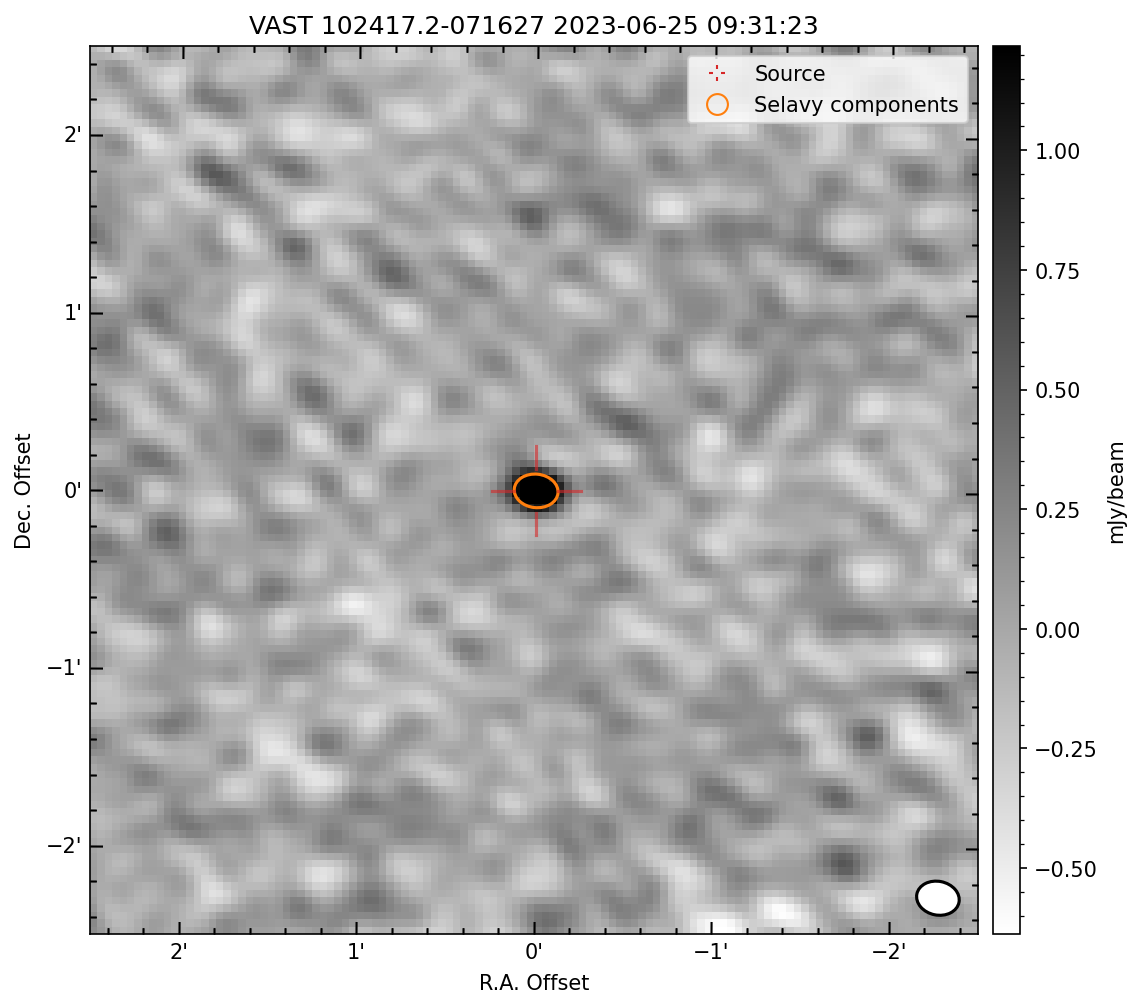 VAST 102417.2-071627 2023-06-25 09:31:23
Source
Selavy components
2'
1'
0'
−1'
−2'
Dec. Offset
2'
1'
0'
−1'
−2'
R.A. Offset
1.00
0.75
0.50
0.25
0.00
−0.25
−0.50
mJy/beam